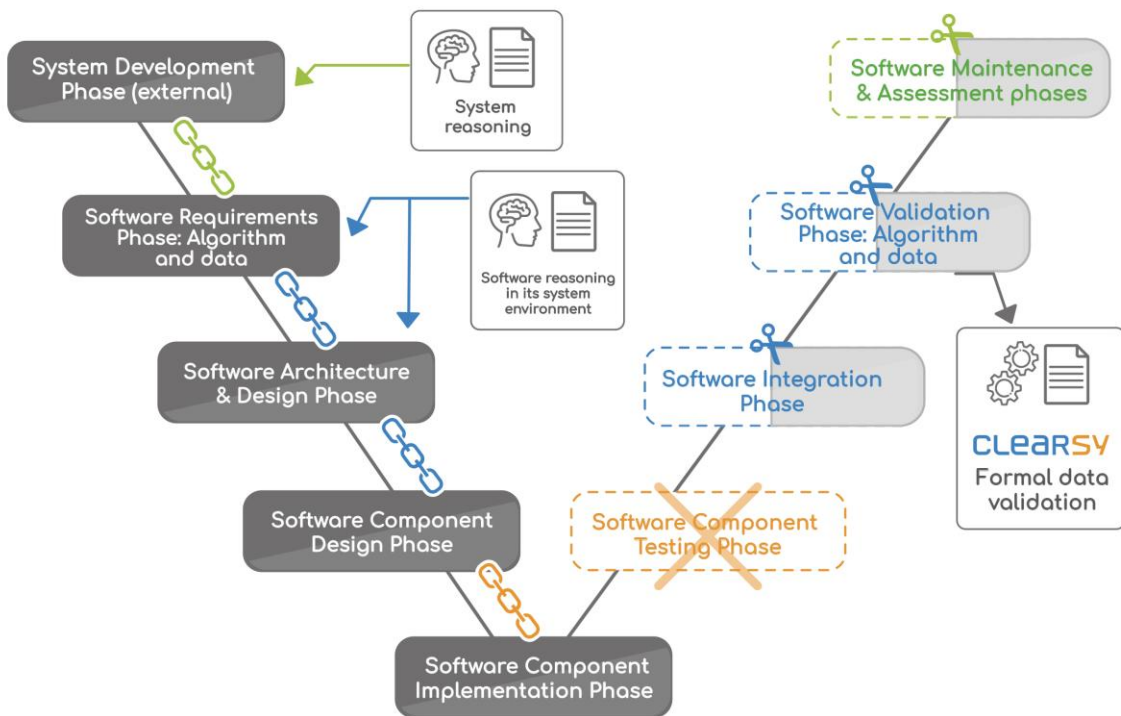 System Development
Phase (external)
System
reasoning
Software Maintenance
& Assessment phases
Software Requirements
Phase: Algorithm
and data
Software reasoning
in its system
environment
Software Validation
Phase: Algorithm
and data
Software Architecture
& Design Phase
Software Integration
Phase
CLEARSY
Formal data
validation
Software Component
Design Phase
Software Component
Testing Phase
Software Component
Implementation Phase